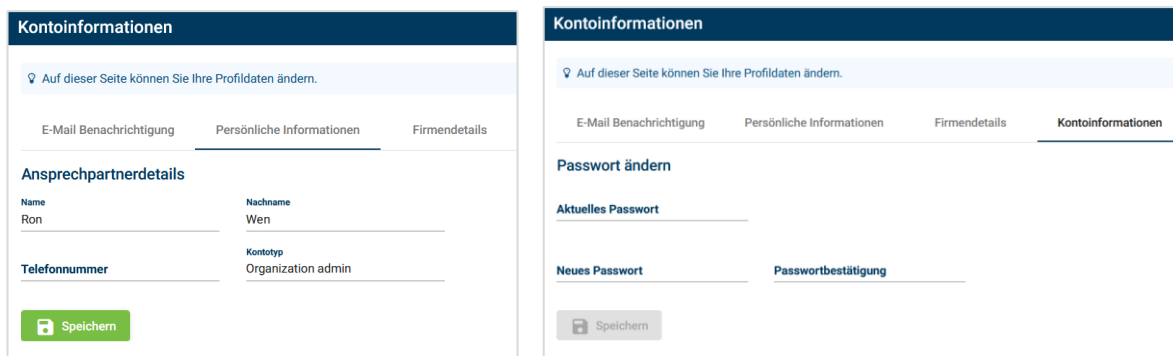 Kontoinformationen
Auf dieser Seite können Sie Ihre Profildaten ändern.
E-Mail Benachrichtigung Persönliche Informationen Firmendetails
Ansprechpartnerdetails
Name Nachname
Ron Wen
Kontotyp
Telefonnummer Organization admin
Speichern
Kontoinformationen
Auf dieser Seite können Sie Ihre Profildaten ändern.
E-Mail Benachrichtigung Persönliche Informationen Firmendetails Kontoinformationen
Passwort ändern
Aktuelles Passwort
Neues Passwort Passwortbestätigung
Speichern